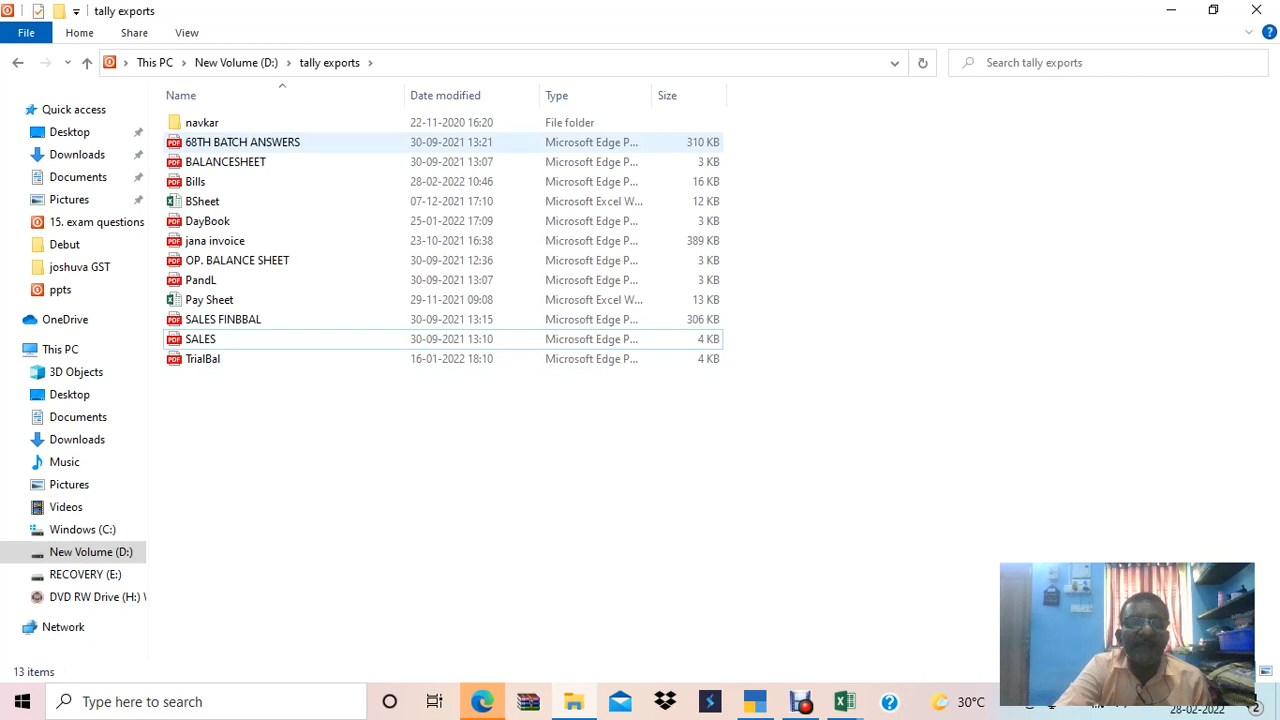 tally exports
File Home Share View
This PC New Volume (D:) tally exports
Search tally exports
Name Date modified Type Size
Quick access
Desktop
Downloads
Documents
Pictures
15. exam questions
Debut
joshuva GST
ppts
OneDrive
This PC
3D Objects
Desktop
Documents
Downloads
Music
Pictures
Videos
Windows (C:)
New Volume (D:)
RECOVERY (E:)
DVD RW Drive (H:)
Network
navkar 22-11-2020 16:20 File folder
68TH BATCH ANSWERS 30-09-2021 13:21 Microsoft Edge P... 310 KB
BALANCESHEET 30-09-2021 13:07 Microsoft Edge P... 3 KB
Bills 28-02-2022 10:46 Microsoft Edge P... 16 KB
BSheet 07-12-2021 17:10 Microsoft Excel W... 12 KB
DayBook 25-01-2022 17:09 Microsoft Edge P... 3 KB
jana invoice 23-10-2021 16:38 Microsoft Edge P... 389 KB
OP. BALANCE SHEET 30-09-2021 12:36 Microsoft Edge P... 3 KB
PandL 30-09-2021 13:07 Microsoft Edge P... 3 KB
Pay Sheet 29-11-2021 09:08 Microsoft Excel W... 13 KB
SALES FINBBAL 30-09-2021 13:15 Microsoft Edge P... 306 KB
SALES 30-09-2021 13:10 Microsoft Edge P... 4 KB
TrialBal 16-01-2022 18:10 Microsoft Edge P... 4 KB
13 items
Type here to search
30°C
28-02-2022
2